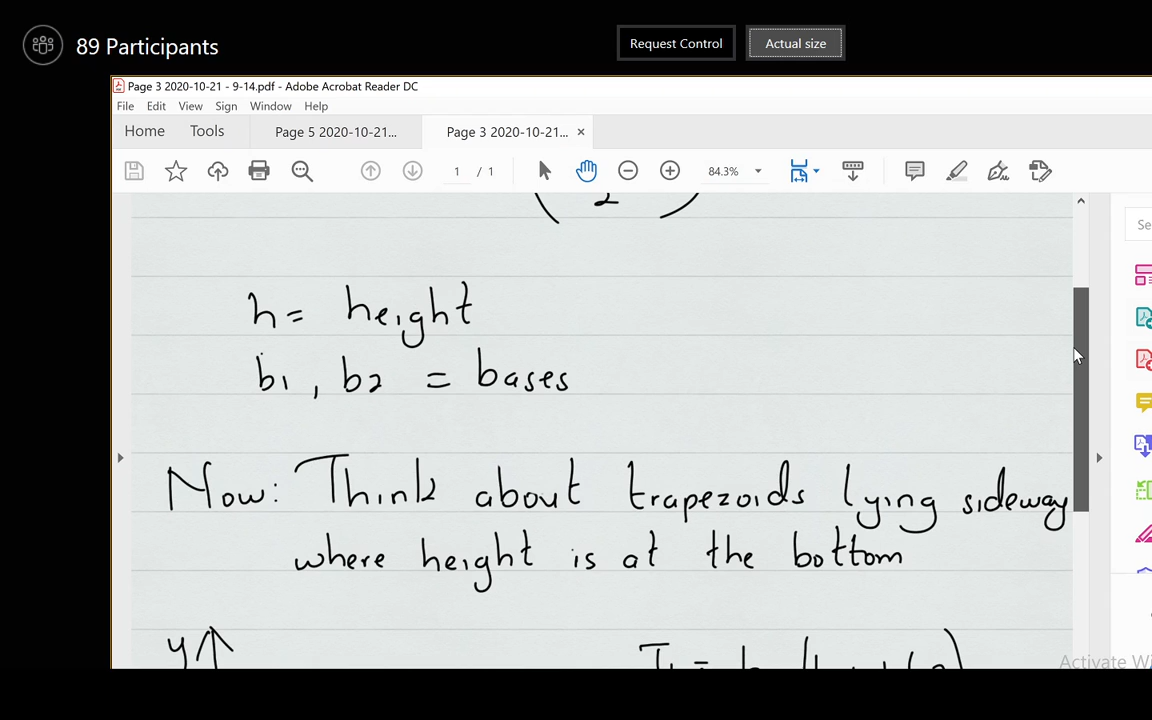 89 Participants
Request Control
Actual size
Page 3 2020-10-21 - 9-14.pdf - Adobe Acrobat Reader DC
File Edit View Sign Window Help
Home Tools Page 5 2020-10-21... Page 3 2020-10-21... ×
1 / 1 84.3%
2
Se
h = height
b1, b2 = bases
Now: Think about trapezoids lying sideway
where height is at the bottom
y
Activate Wi